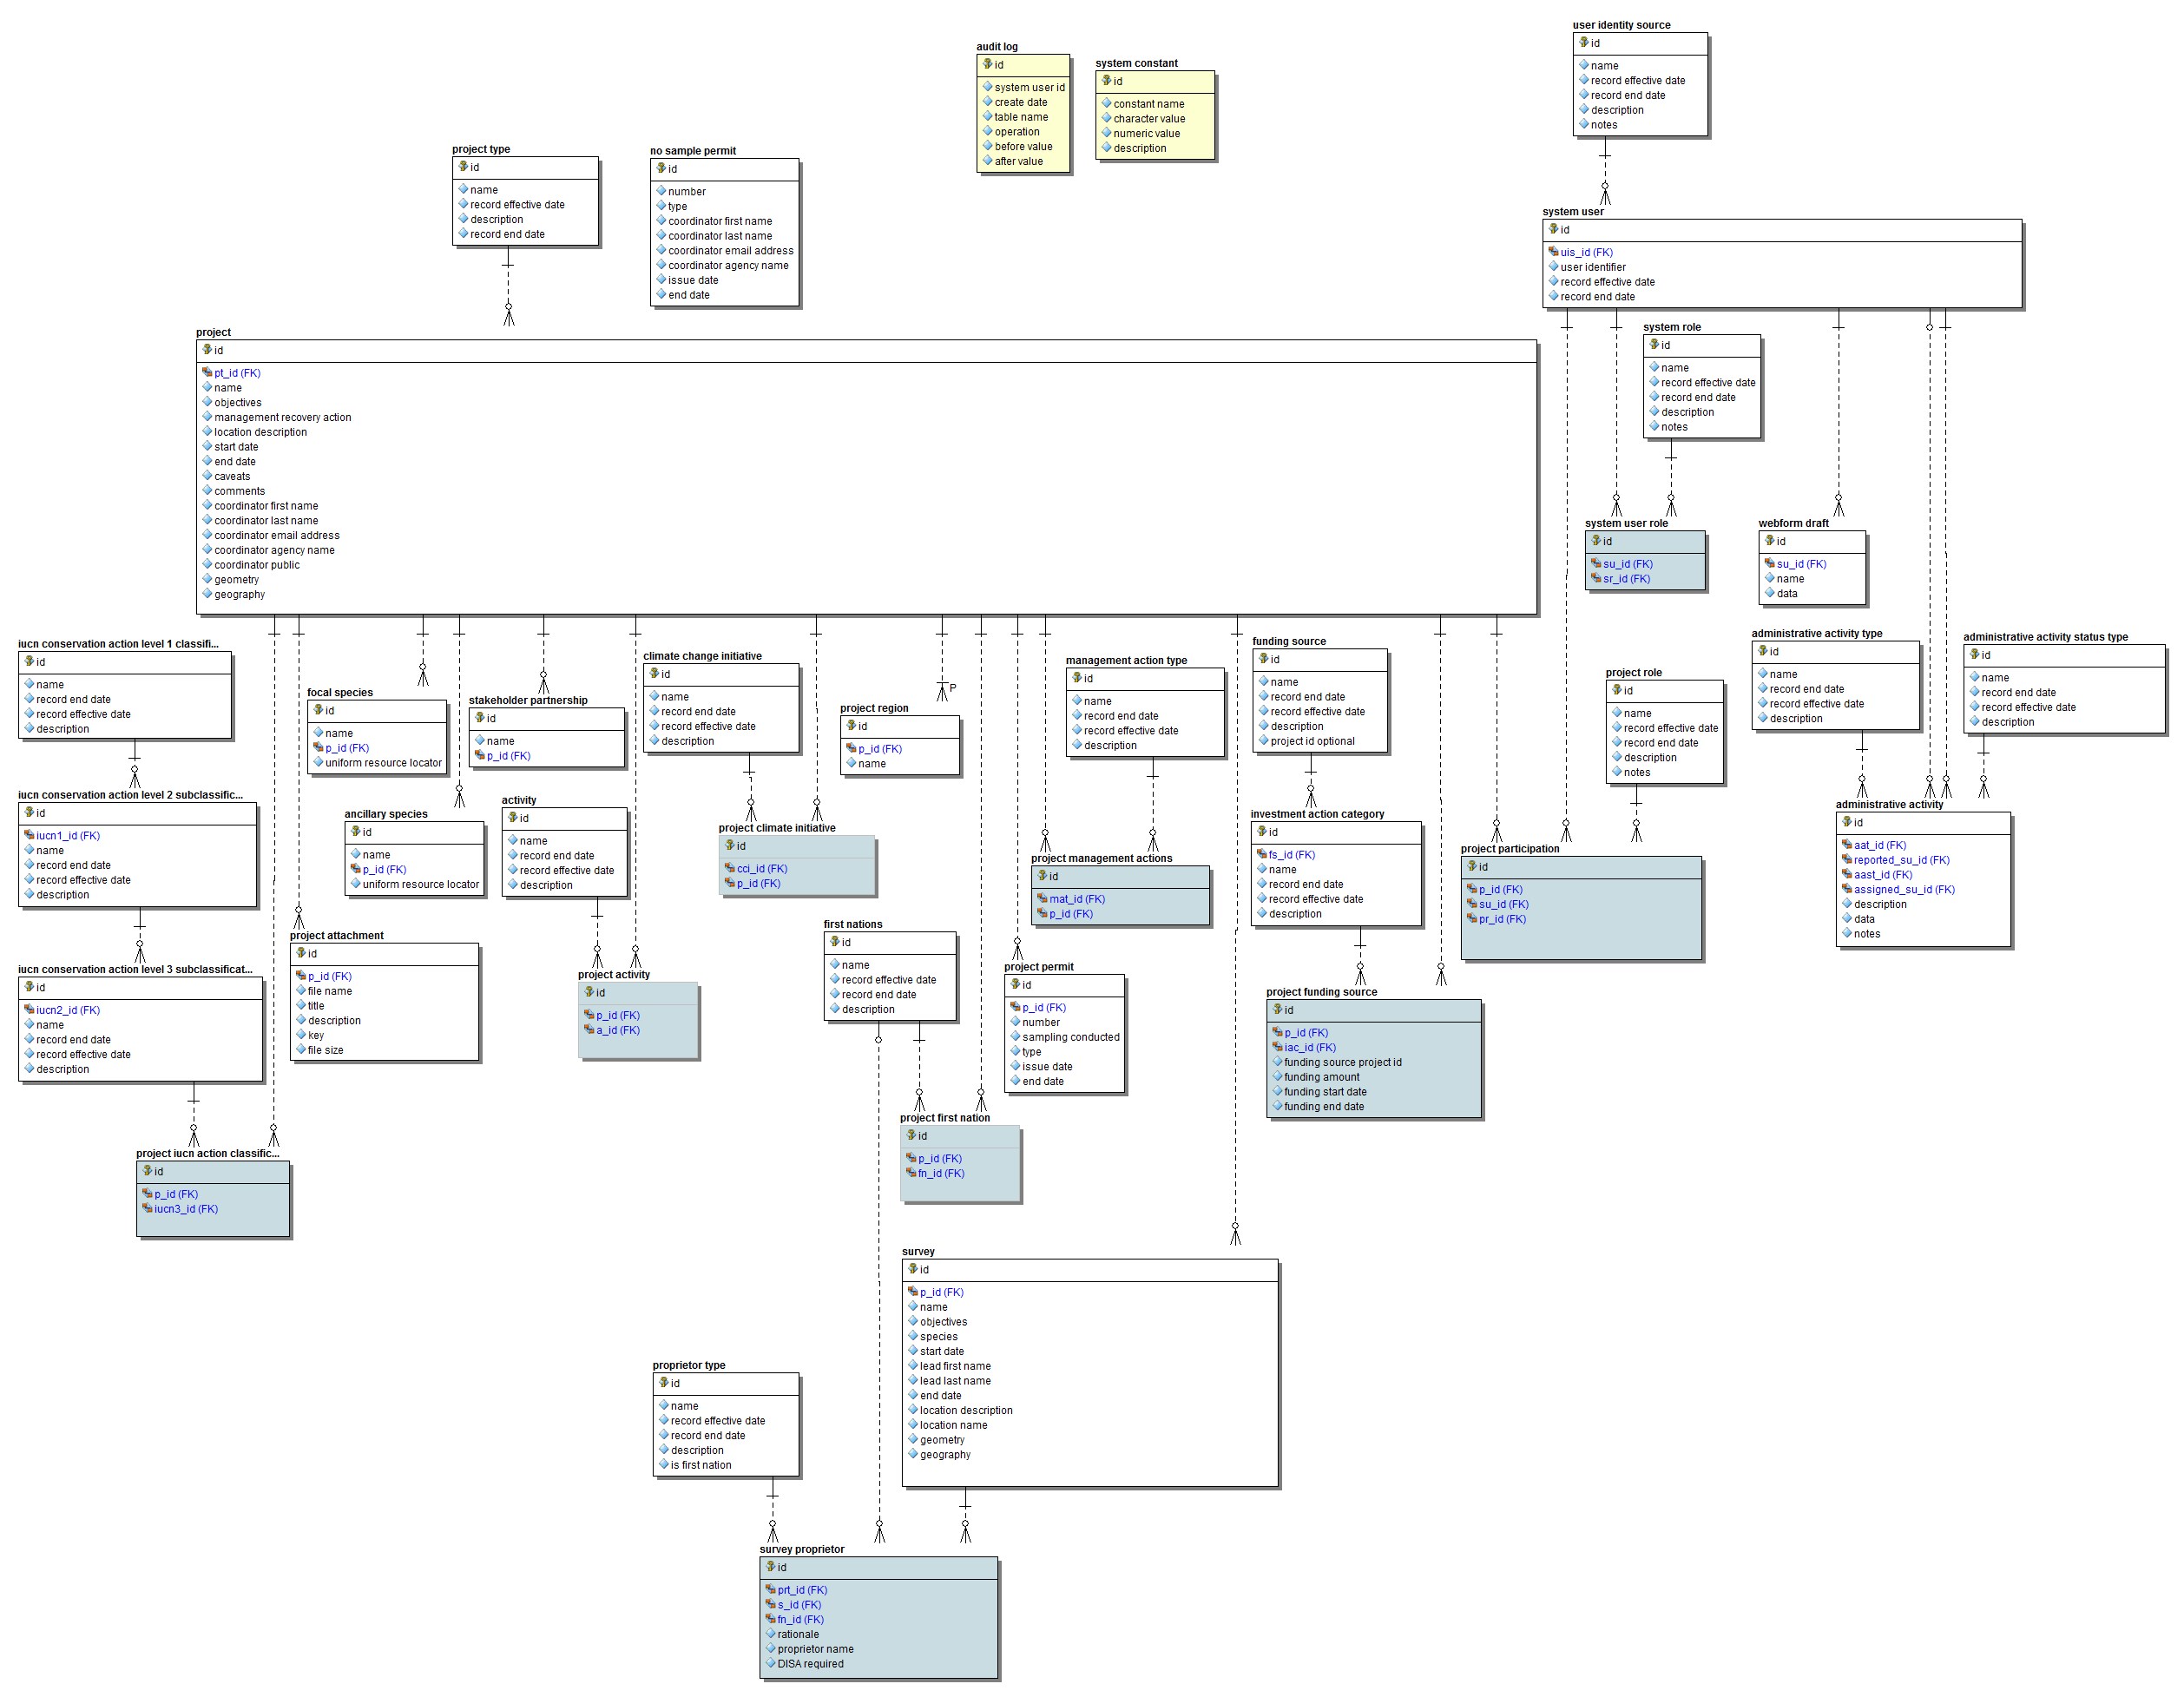 user identity source
id
name
record effective date
record end date
description
notes
audit log
id
system user id
create date
table name
operation
before value
after value
system constant
id
constant name
character value
numeric value
description
project type
id
name
record effective date
description
record end date
no sample permit
id
number
type
coordinator first name
coordinator last name
coordinator email address
coordinator agency name
issue date
end date
system user
id
uis_id (FK)
user identifier
record effective date
record end date
system role
id
name
record effective date
record end date
description
notes
project
id
pt_id (FK)
name
objectives
management recovery action
location description
start date
end date
caveats
comments
coordinator first name
coordinator last name
coordinator email address
coordinator agency name
coordinator public
geometry
geography
system user role
id
su_id (FK)
sr_id (FK)
webform draft
id
su_id (FK)
name
data
iucn conservation action level 1 classifi...
id
name
record end date
record effective date
description
focal species
id
name
p_id (FK)
uniform resource locator
stakeholder partnership
id
name
p_id (FK)
climate change initiative
id
name
record end date
record effective date
description
P
project region
id
p_id (FK)
name
management action type
id
name
record end date
record effective date
description
funding source
id
name
record end date
record effective date
description
project id optional
project role
id
name
record effective date
record end date
description
notes
administrative activity type
id
name
record end date
record effective date
description
administrative activity status type
id
name
record end date
record effective date
description
iucn conservation action level 2 subclassific...
id
iucn1_id (FK)
name
record end date
record effective date
description
ancillary species
id
name
p_id (FK)
uniform resource locator
activity
id
name
record end date
record effective date
description
project climate initiative
id
cci_id (FK)
p_id (FK)
project management actions
id
mat_id (FK)
p_id (FK)
investment action category
id
fs_id (FK)
name
record end date
record effective date
description
project participation
id
p_id (FK)
su_id (FK)
pr_id (FK)
administrative activity
id
aat_id (FK)
reported_su_id (FK)
aast_id (FK)
assigned_su_id (FK)
description
data
notes
iucn conservation action level 3 subclassificat...
id
iucn2_id (FK)
name
record end date
record effective date
description
project attachment
id
p_id (FK)
file name
title
description
key
file size
project activity
id
p_id (FK)
a_id (FK)
first nations
id
name
record effective date
record end date
description
project permit
id
p_id (FK)
number
sampling conducted
type
issue date
end date
project funding source
id
p_id (FK)
iac_id (FK)
funding source project id
funding amount
funding start date
funding end date
project first nation
id
p_id (FK)
fn_id (FK)
project iucn action classific...
id
p_id (FK)
iucn3_id (FK)
survey
id
p_id (FK)
name
objectives
species
start date
lead first name
lead last name
end date
location description
location name
geometry
geography
proprietor type
id
name
record effective date
record end date
description
is first nation
survey proprietor
id
prt_id (FK)
s_id (FK)
fn_id (FK)
rationale
proprietor name
DISA required